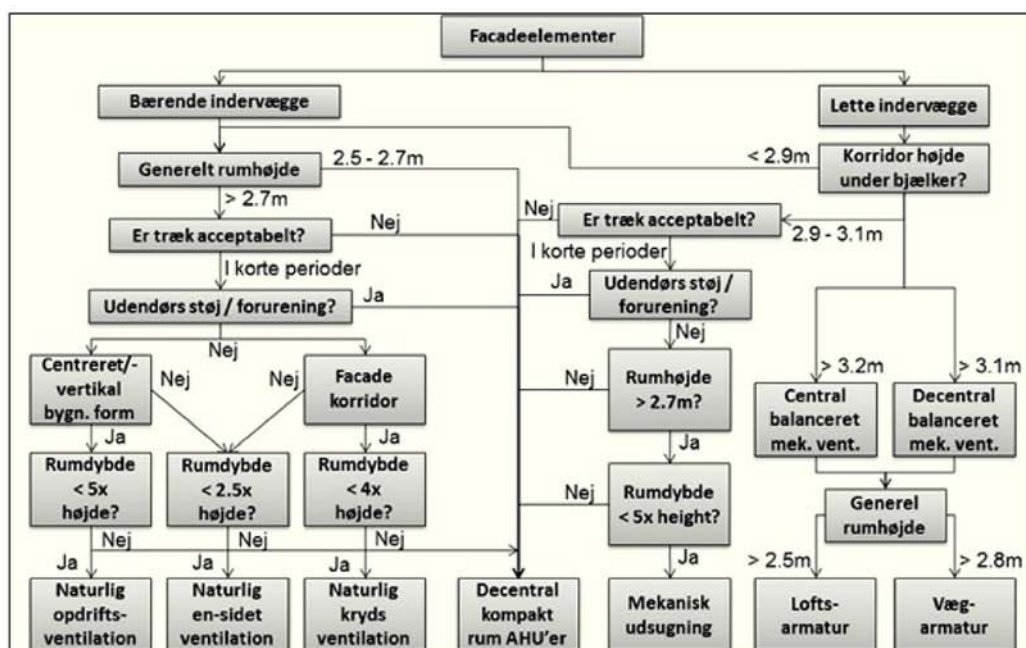 Facadeelementer
Bærende indervægge
Lette indervægge
Generelt rumhøjde
2.5 - 2.7m
< 2.9m
Korridor højde
under bjælker?
> 2.7m
Er træk acceptabelt?
Nej
Nej
Er træk acceptabelt?
2.9 - 3.1m
I korte perioder
I korte perioder
Udendørs støj / forurening?
Ja
Ja
Udendørs støj /
forurening?
Nej
Nej
Centreret/-
vertikal
bygn. form
Nej
Nej
Facade
korridor
Nej
Rumhøjde
> 2.7m?
> 3.2m
> 3.1m
Central
balanceret
mek. vent.
Decentral
balanceret
mek. vent.
Ja
Ja
Ja
Rumdybde
< 5x
højde?
Rumdybde
< 2.5x
højde?
Rumdybde
< 4x
højde?
Nej
Rumdybde
< 5x height?
Generel
rumhøjde
Ja
Nej
Ja
Nej
Ja
Nej
Ja
> 2.5m
> 2.8m
Naturlig
opdrifts-
ventilation
Naturlig
en-sidet
ventilation
Naturlig
kryds
ventilation
Decentral
kompakt
rum AHU'er
Mekanisk
udsugning
Lofts-
armatur
Væg-
armatur